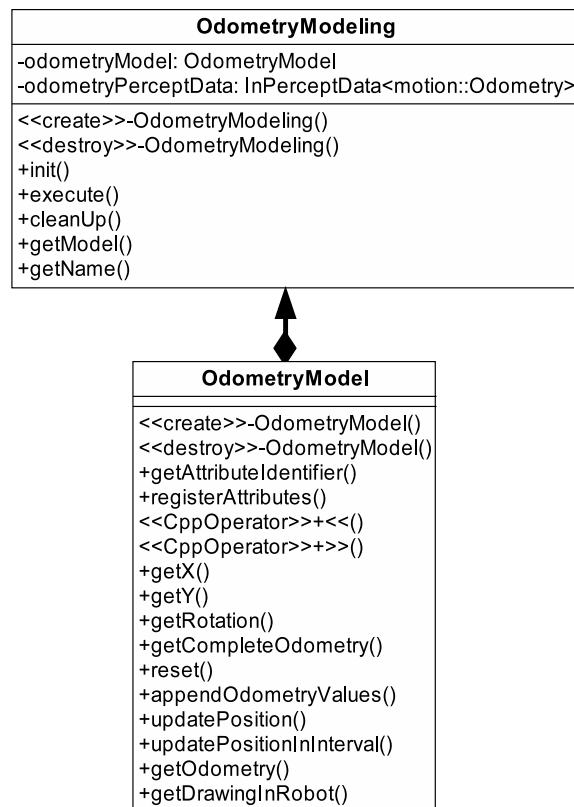 OdometryModeling
-odometryModel: OdometryModel
-odometryPerceptData: InPerceptData<motion::Odometry>
<<create>>-OdometryModeling()
<<destroy>>-OdometryModeling()
+init()
+execute()
+cleanUp()
+getModel()
+getName()
OdometryModel
<<create>>-OdometryModel()
<<destroy>>-OdometryModel()
+getAttributeIdentifier()
+registerAttributes()
<<CppOperator>>+<<()
<<CppOperator>>+>>()
+getX()
+getY()
+getRotation()
+getCompleteOdometry()
+reset()
+appendOdometryValues()
+updatePosition()
+updatePositionInInterval()
+getOdometry()
+getDrawingInRobot()